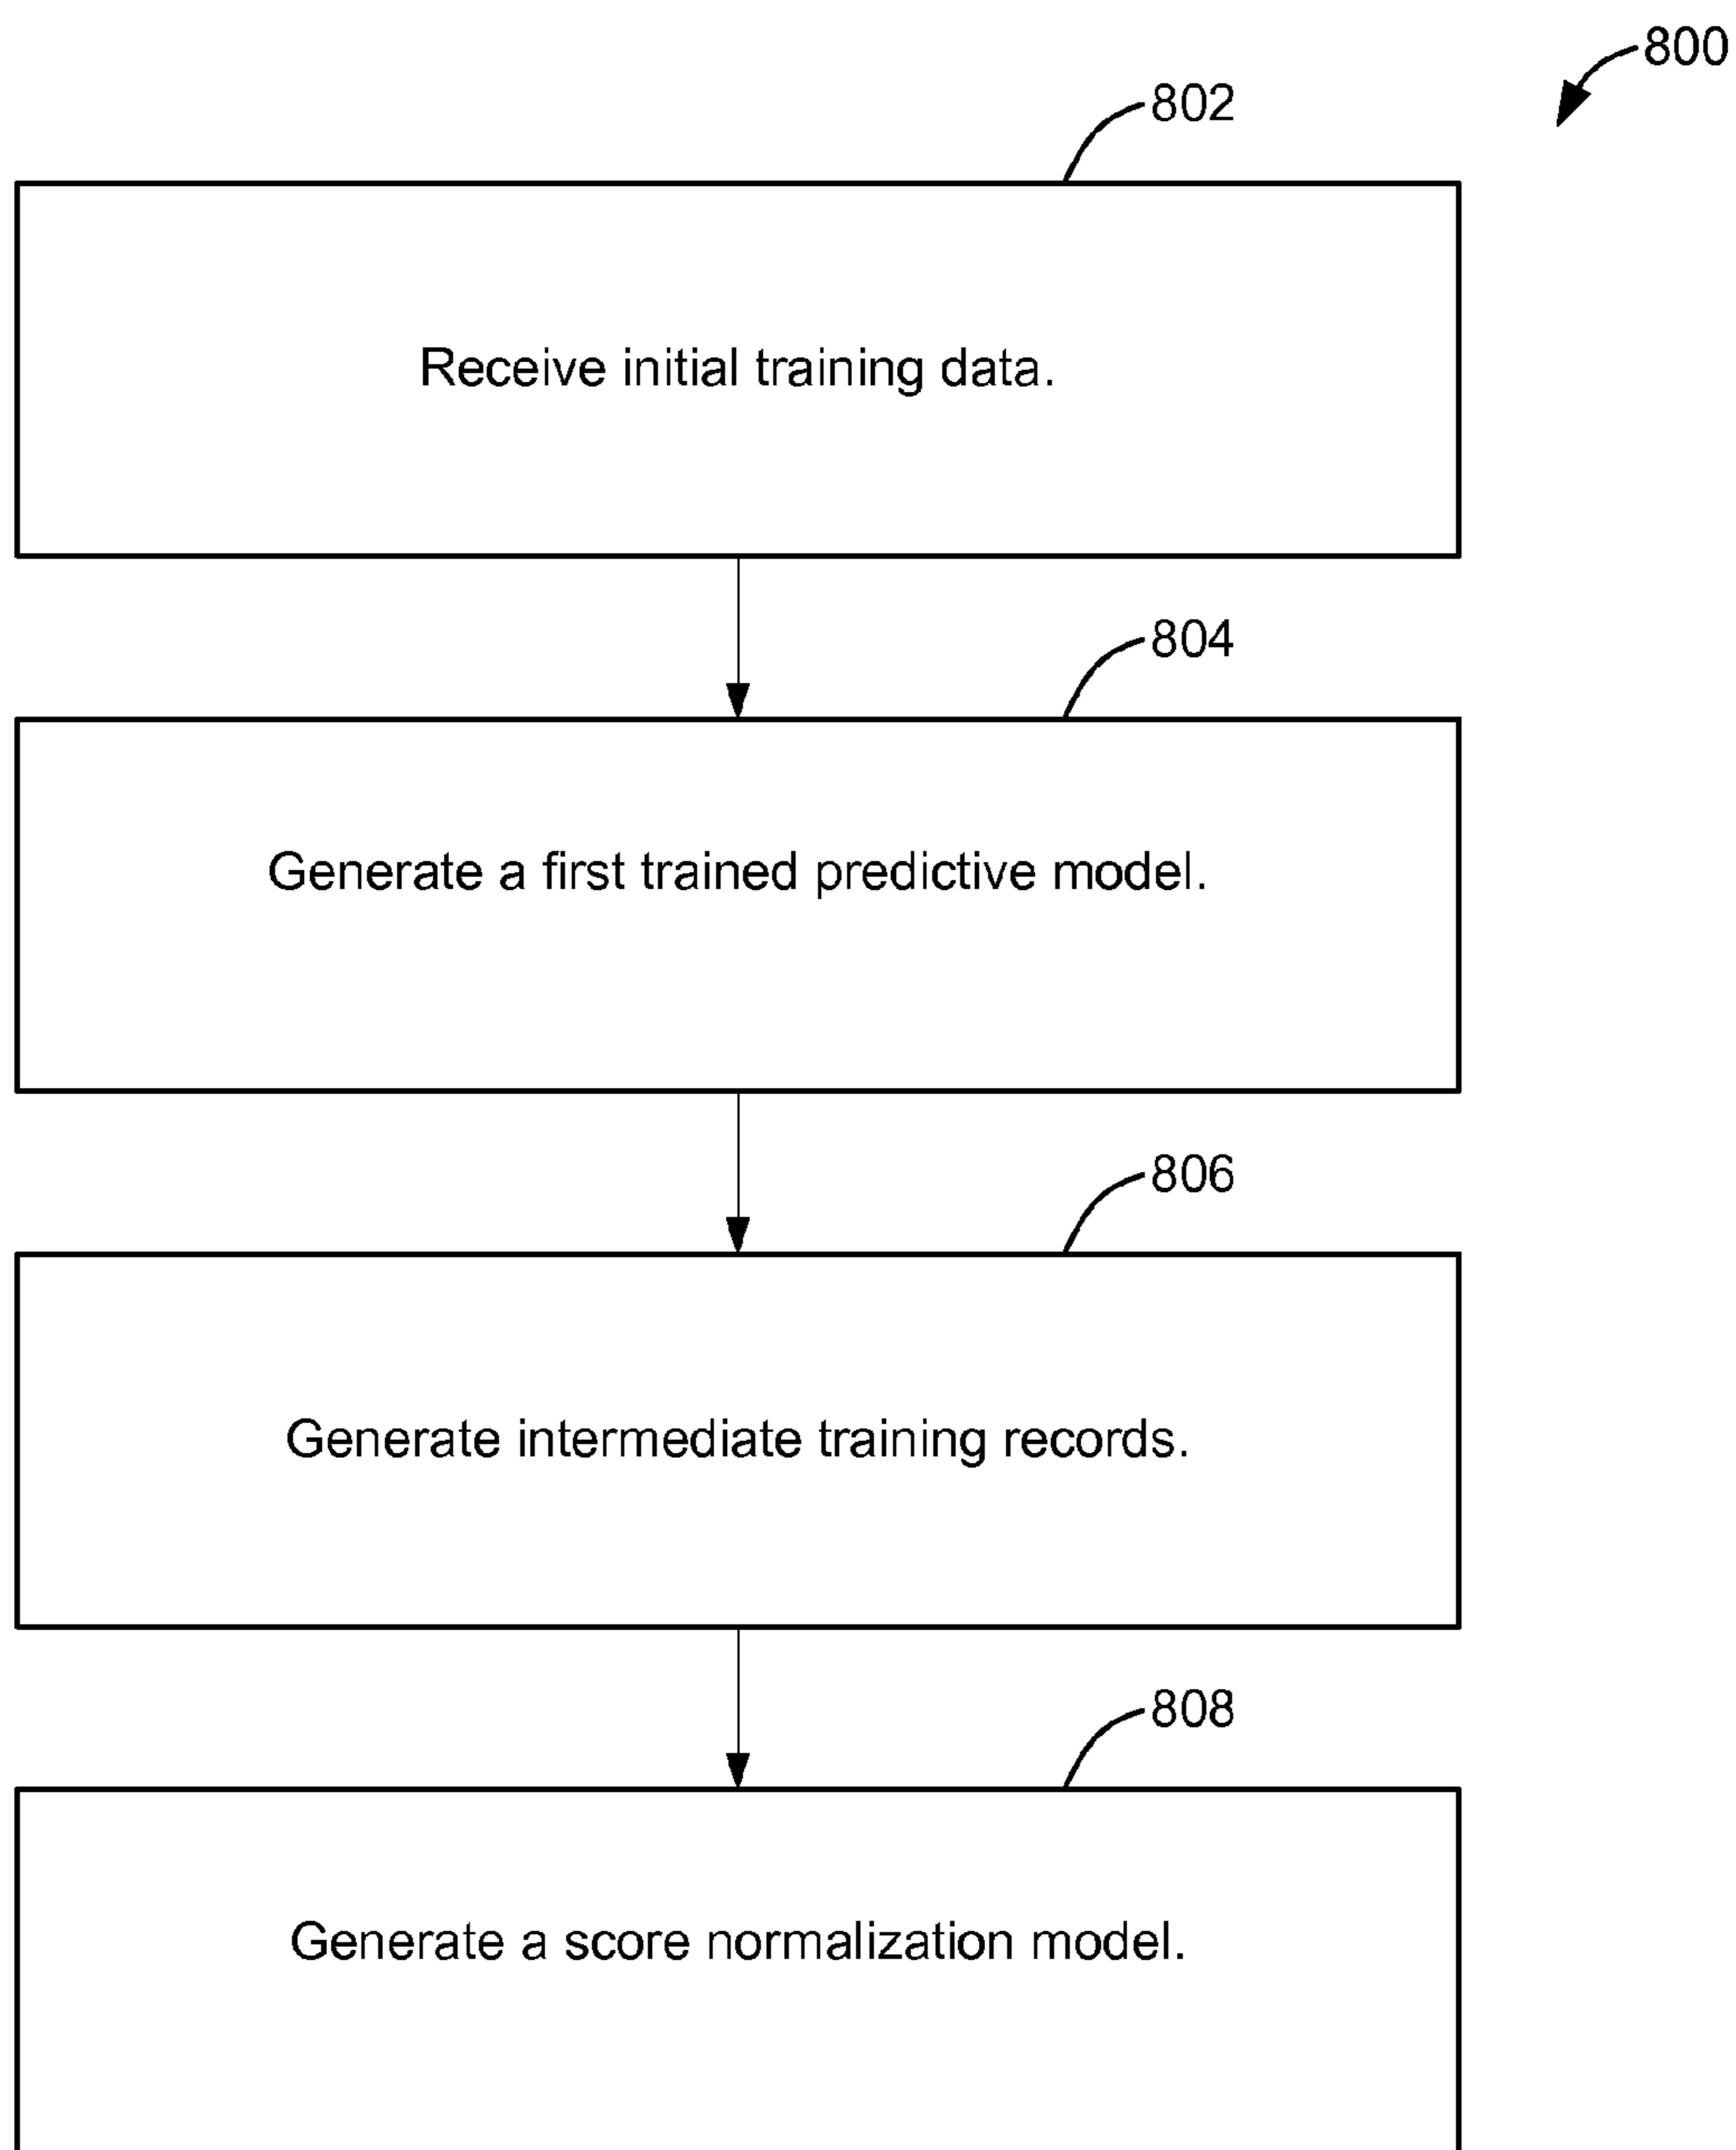 800
802
Receive initial training data.
804
Generate a first trained predictive model.
806
Generate intermediate training records.
808
Generate a score normalization model.